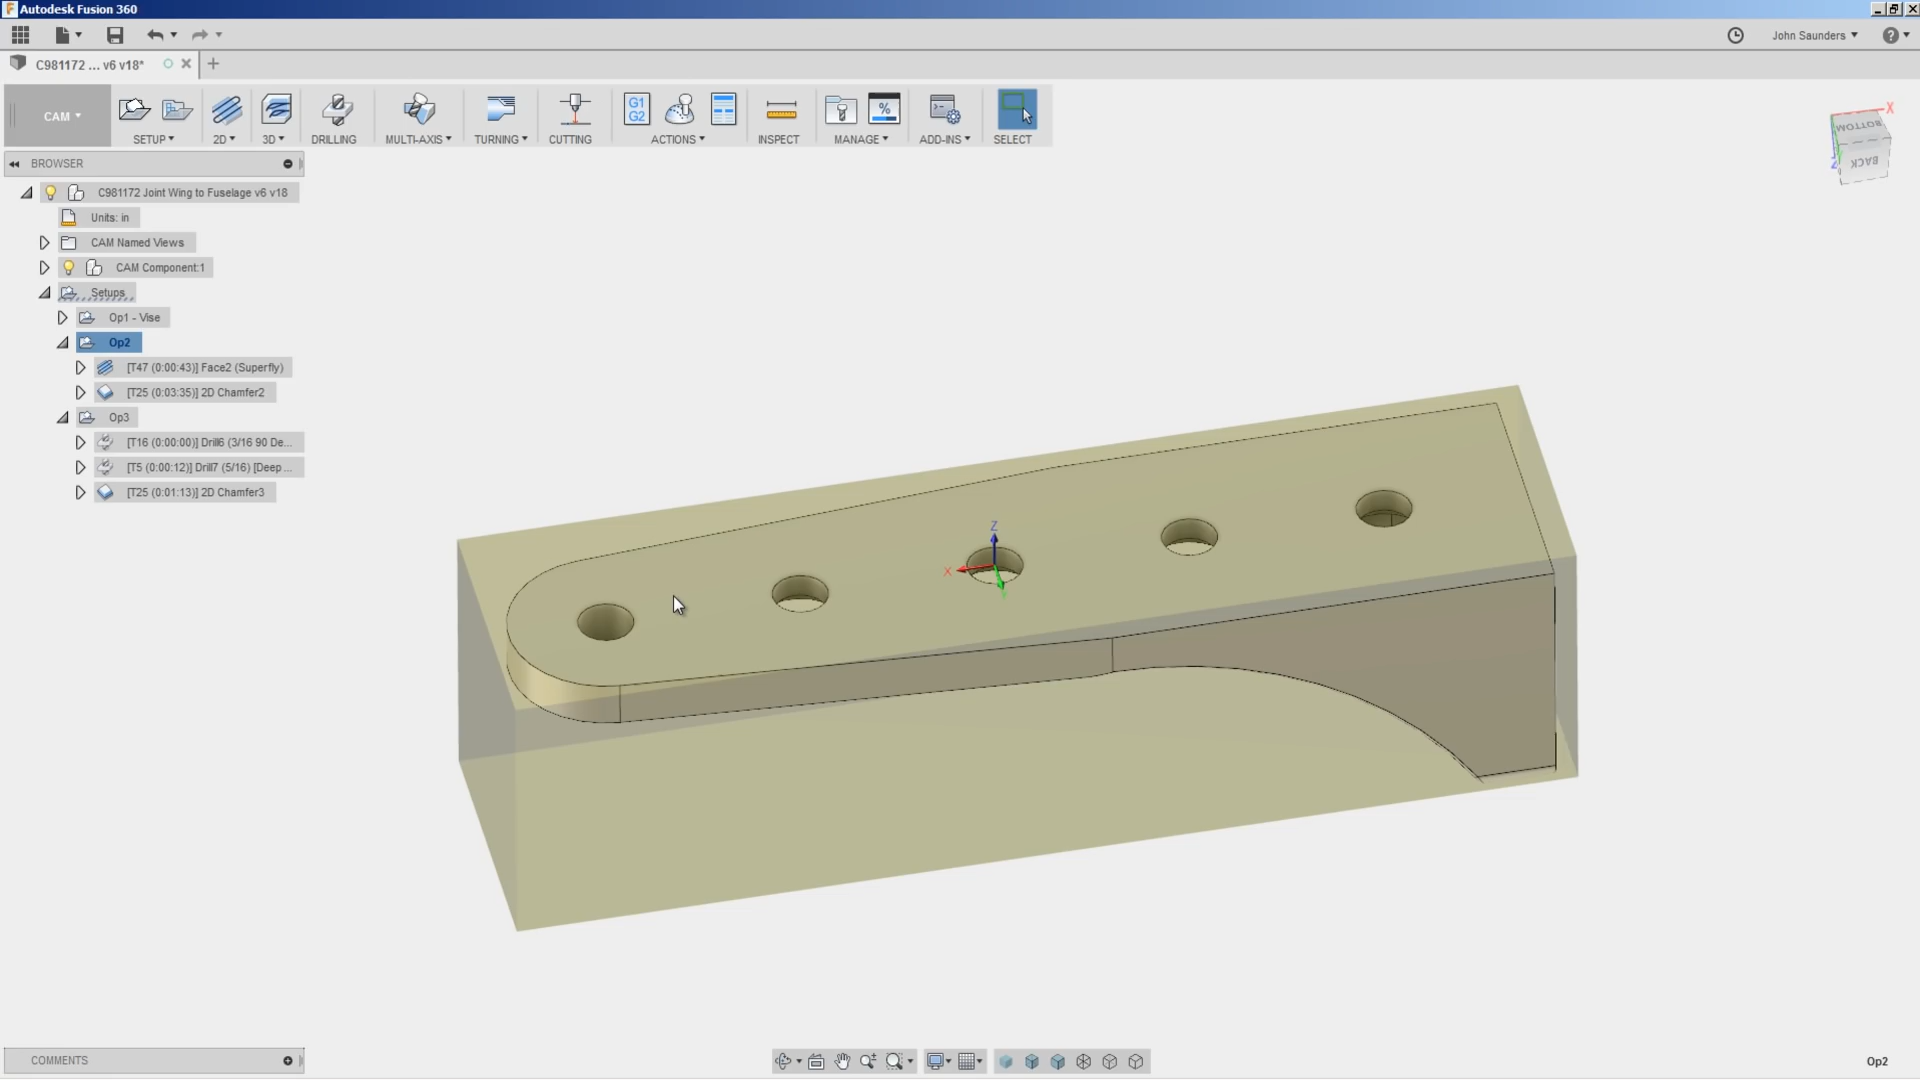 Autodesk Fusion 360
John Saunders
C981172 ... v6 v18*
CAM
G1
G2
%
SETUP
2D
3D
DRILLING
MULTI-AXIS
TURNING
CUTTING
ACTIONS
INSPECT
MANAGE
ADD-INS
SELECT
X
BOTTOM
BACK
Z
BROWSER
C981172 Joint Wing to Fuselage v6 v18
Units: in
CAM Named Views
CAM Component:1
Setups
Op1 - Vise
Op2
[T47 (0:00:43)] Face2 (Superfly)
[T25 (0:03:35)] 2D Chamfer2
Op3
[T16 (0:00:00)] Drill6 (3/16 90 De...
[T5 (0:00:12)] Drill7 (5/16) [Deep ...
[T25 (0:01:13)] 2D Chamfer3
Z
X
COMMENTS
Op2